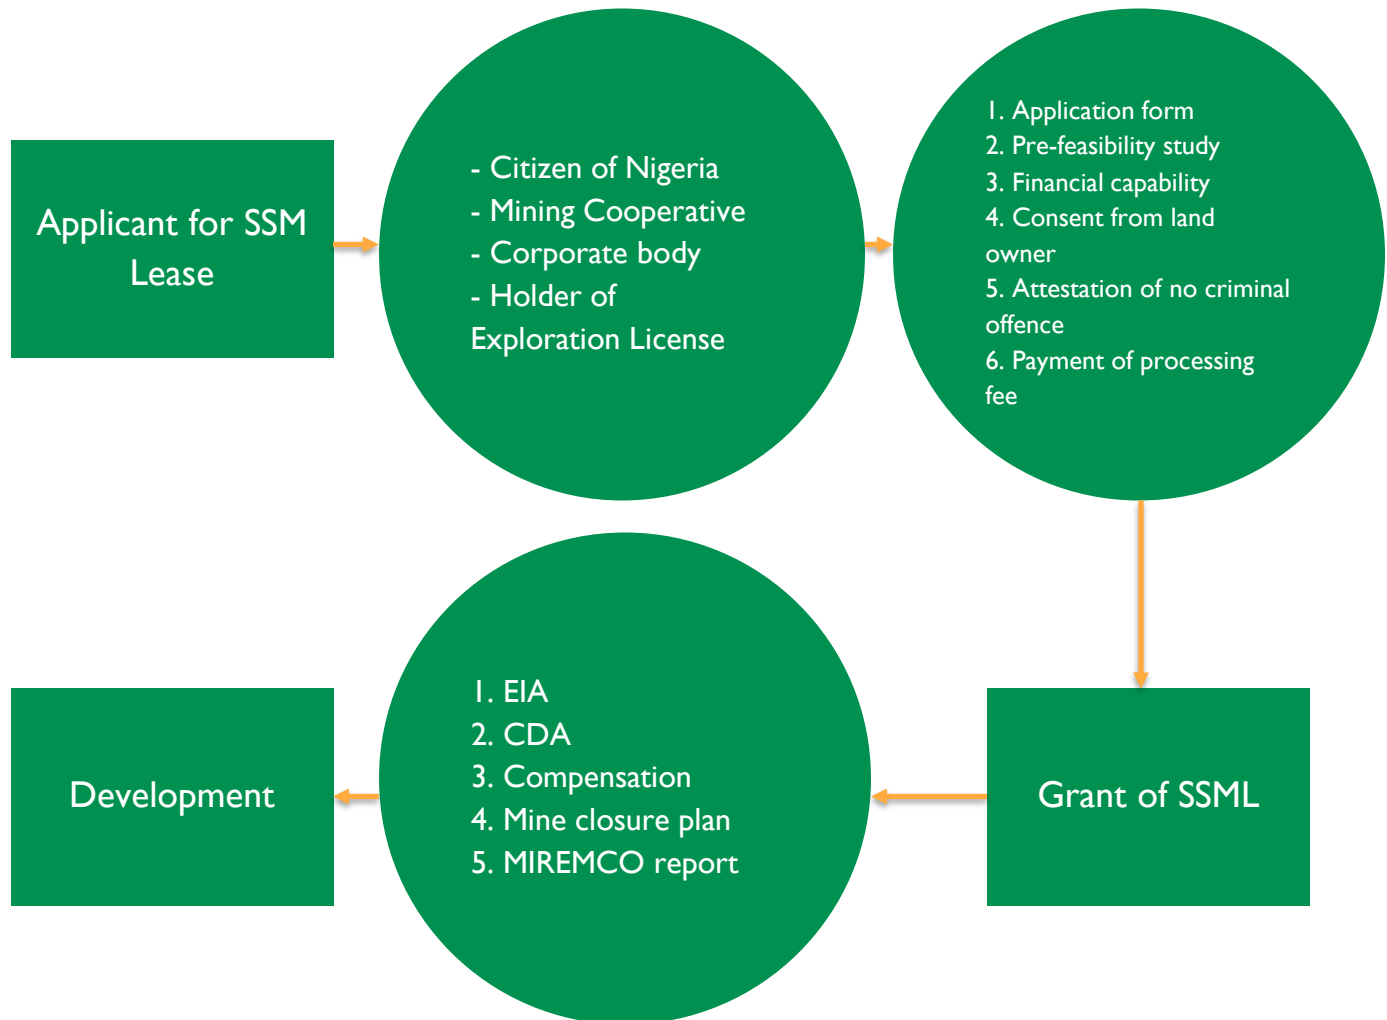 Applicant for SSM
Lease
- Citizen of Nigeria
- Mining Cooperative
- Corporate body
- Holder of
Exploration License
1. Application form
2. Pre-feasibility study
3. Financial capability
4. Consent from land
owner
5. Attestation of no criminal
offence
6. Payment of processing
fee
Grant of SSML
1. EIA
2. CDA
3. Compensation
4. Mine closure plan
5. MIREMCO report
Development